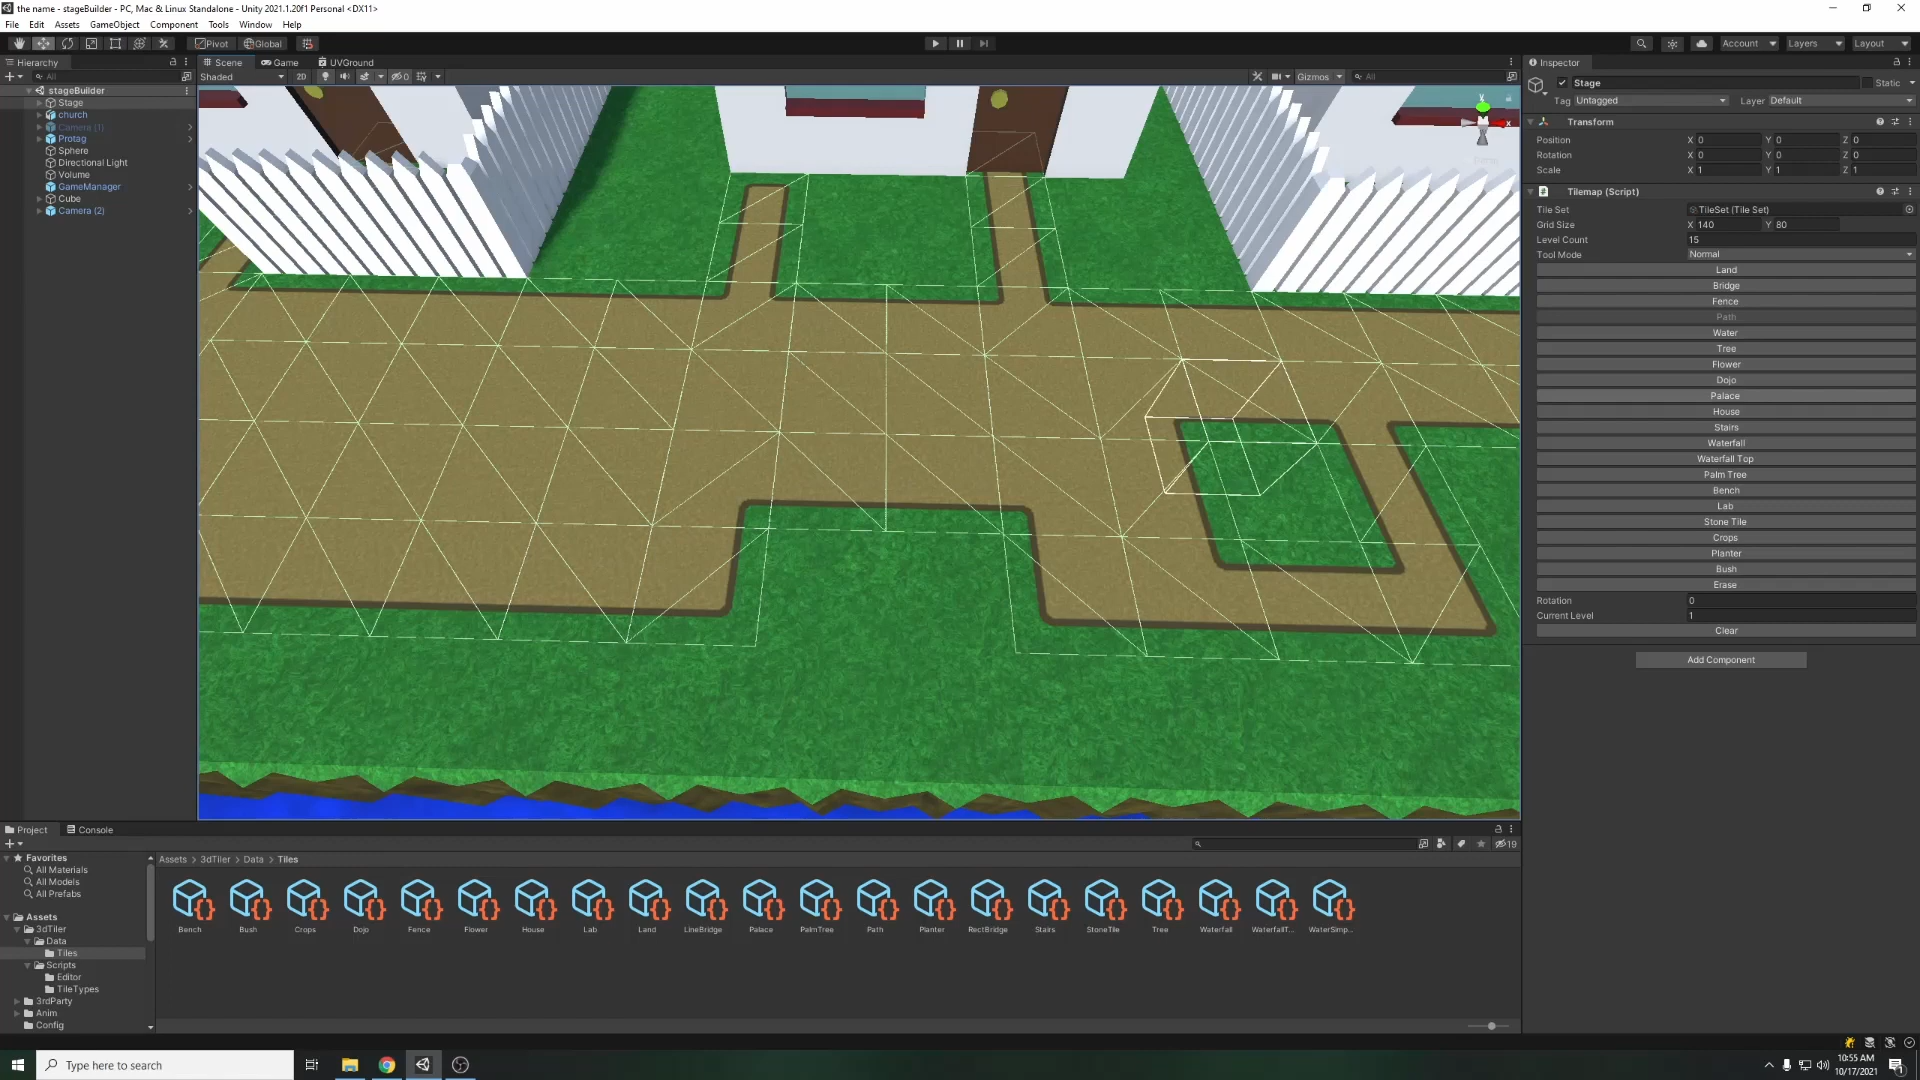 the name - stageBuilder - PC, Mac & Linux Standalone - Unity 2021.1.20f1 Personal <DX11>
File Edit Assets GameObject Component Tools Window Help
Pivot Global Account Layers Layout
Hierarchy
All
stageBuilder
Stage
church
Camera (1)
Protag
Sphere
Directional Light
Volume
GameManager
Cube
Camera (2)
Scene Game UVGround
Shaded 2D 0 Gizmos All
Y
x
Inspector
Stage Static
Tag Untagged Layer Default
Transform
Position X 0 Y 0 Z 0
Rotation X 0 Y 0 Z 0
Scale X 1 Y 1 Z 1
Tilemap (Script)
Tile Set TileSet (Tile Set)
Grid Size X 140 Y 80
Level Count 15
Tool Mode Normal
Land
Bridge
Fence
Path
Water
Tree
Flower
Dojo
Palace
House
Stairs
Waterfall
Waterfall Top
Palm Tree
Bench
Lab
Stone Tile
Crops
Planter
Bush
Erase
Rotation 0
Current Level 1
Clear
Add Component
Project Console
19
Favorites
All Materials
All Models
All Prefabs
Assets
3dTiler
Data
Tiles
Scripts
Editor
TileTypes
3rdParty
Anim
Config
Assets > 3dTiler > Data > Tiles
Bench Bush Crops Dojo Fence Flower House Lab Land LineBridge Palace PalmTree Path Planter RectBridge Stairs StoneTile Tree Waterfall WaterfallT... WaterSimp...
Type here to search
10:55 AM
10/17/2021
1